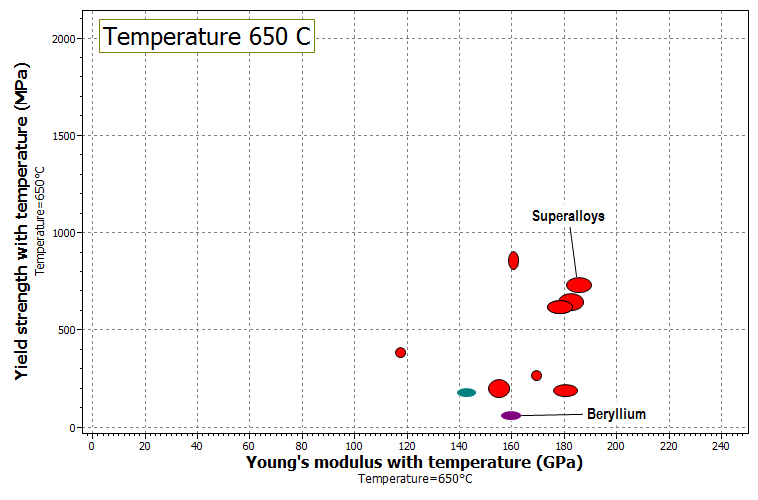 Temperature 650 C
Yield strength with temperature (MPa)
Temperature=650°C
2000
1500
1000
500
0
Superalloys
Beryllium
0 20 40 60 80 100 120 140 160 180 200 220 240
Young's modulus with temperature (GPa)
Temperature=650°C